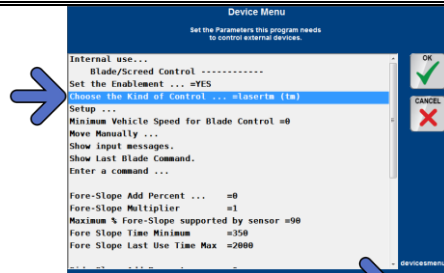 Device Menu
Set the Parameters this program needs
to control external devices.
Internal use...
Blade/Screed Control ------------
Set the Enablement ... =YES
Choose the Kind of Control ... =lasertm (tm)
Setup ...
Minimum Vehicle Speed for Blade Control =0
Move Manually ...
Show input messages.
Show Last Blade Command.
Enter a command ...
Fore-Slope Add Percent ... =0
Fore-Slope Multiplier =1
Maximum % Fore-Slope supported by sensor =90
Fore Slope Time Minimum =350
Fore Slope Last Use Time Max =2000
OK
CANCEL
devicesmenu